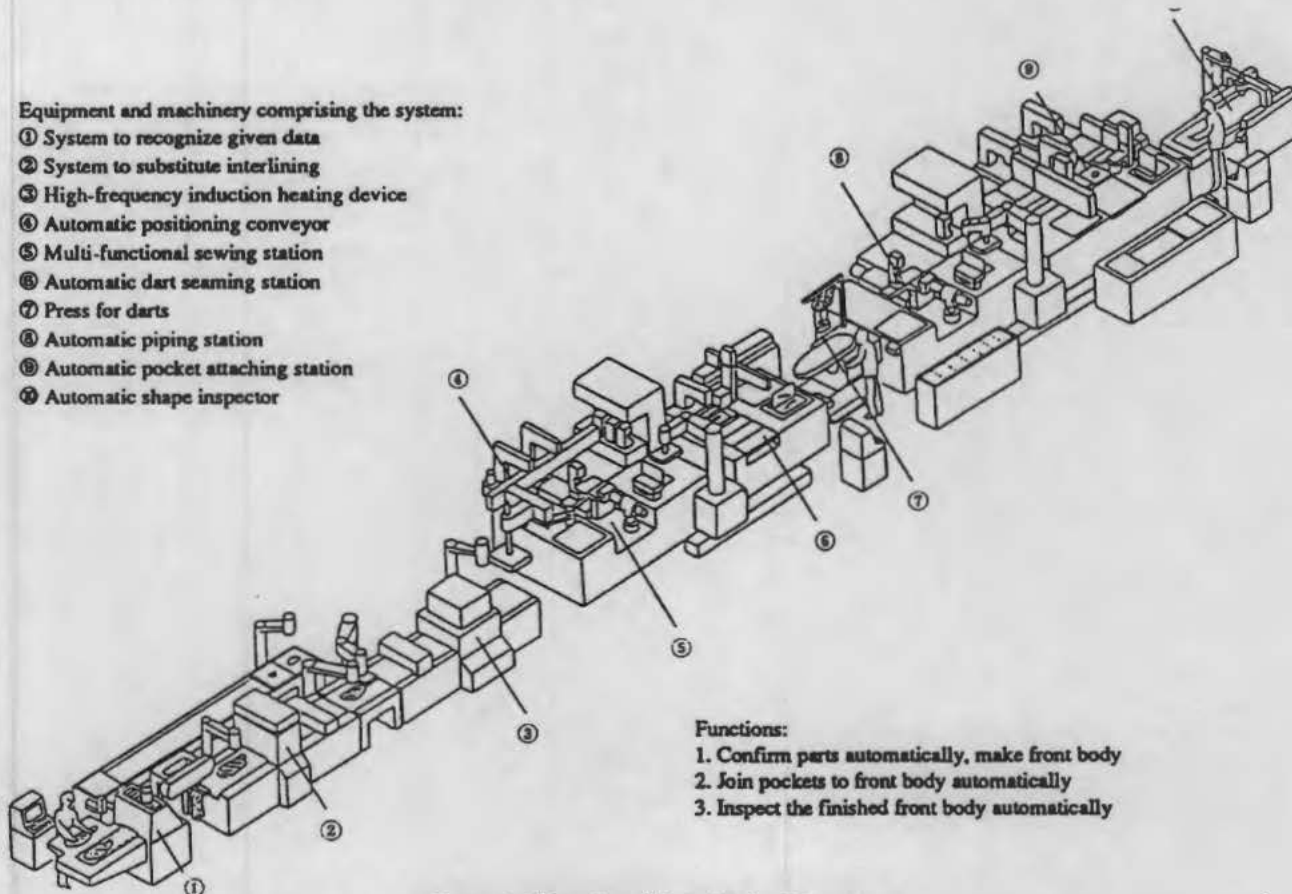 Equipment and machinery comprising the system:
① System to recognize given data
② System to substitute interlining
③ High-frequency induction heating device
④ Automatic positioning conveyor
⑤ Multi-functional sewing station
⑥ Automatic dart seaming station
⑦ Press for darts
⑧ Automatic piping station
⑨ Automatic pocket attaching station
⑩ Automatic shape inspector
⑨
⑧
④
⑦
⑥
⑤
③
②
①
Functions:
1. Confirm parts automatically, make front body
2. Join pockets to front body automatically
3. Inspect the finished front body automatically